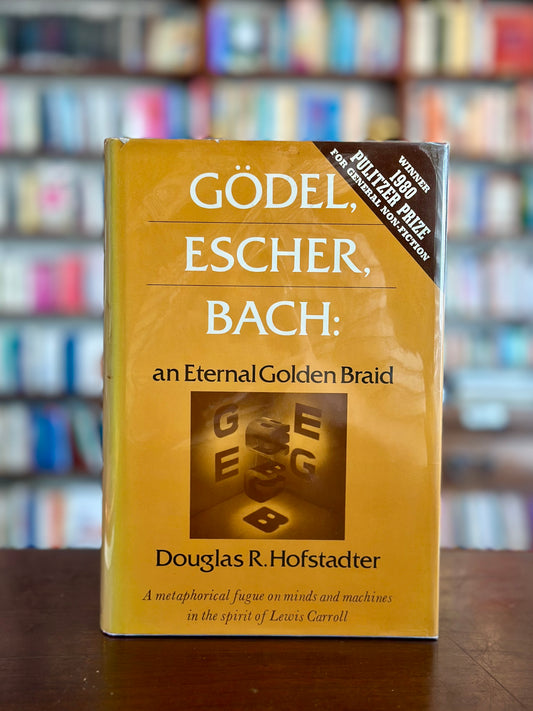 GÖDEL,
ESCHER,
BACH:
WINNER
1980
PULITZER PRIZE
FOR GENERAL NON-FICTION
an Eternal Golden Braid
G E
E G
B
Douglas R. Hofstadter
A metaphorical fugue on minds and machines
in the spirit of Lewis Carroll